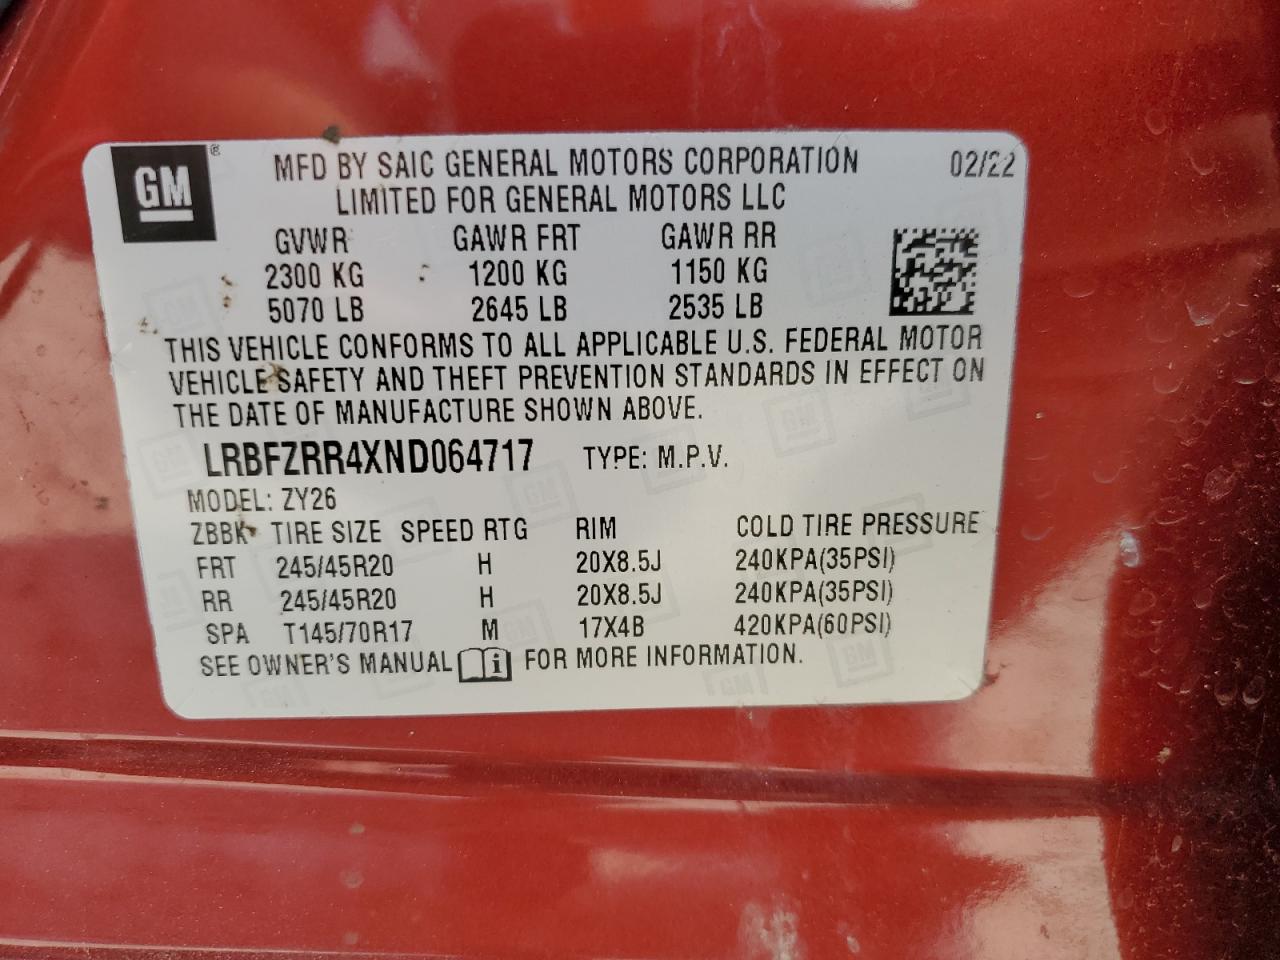 GM ® MFD BY SAIC GENERAL MOTORS CORPORATION 02/22
LIMITED FOR GENERAL MOTORS LLC
GVWR GAWR FRT GAWR RR
2300 KG 1200 KG 1150 KG
5070 LB 2645 LB 2535 LB
THIS VEHICLE CONFORMS TO ALL APPLICABLE U.S. FEDERAL MOTOR
VEHICLE SAFETY AND THEFT PREVENTION STANDARDS IN EFFECT ON
THE DATE OF MANUFACTURE SHOWN ABOVE.
LRBFZRR4XND064717 TYPE: M.P.V.
MODEL: ZY26
ZBBK TIRE SIZE SPEED RTG RIM COLD TIRE PRESSURE
FRT 245/45R20 H 20X8.5J 240KPA(35PSI)
RR 245/45R20 H 20X8.5J 240KPA(35PSI)
SPA T145/70R17 M 17X4B 420KPA(60PSI)
SEE OWNER'S MANUAL i FOR MORE INFORMATION.